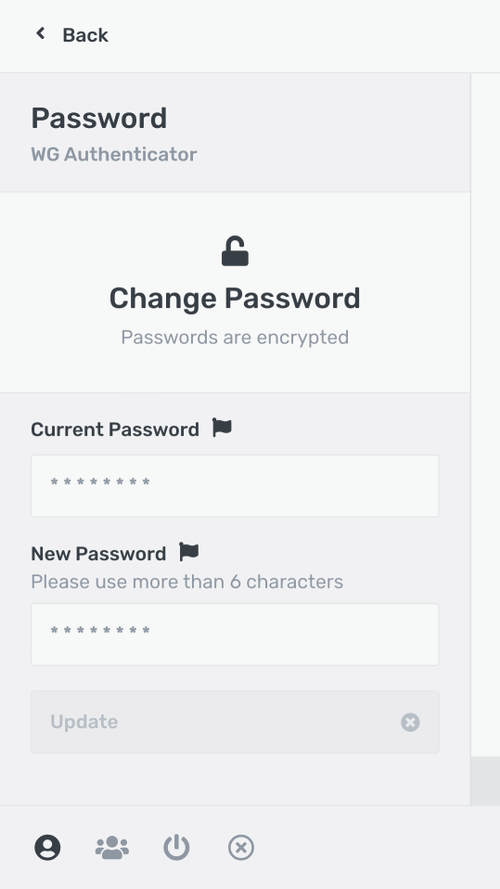 Back
Password
WG Authenticator
Change Password
Passwords are encrypted
Current Password
* * * * * * * *
New Password
Please use more than 6 characters
* * * * * * * *
Update